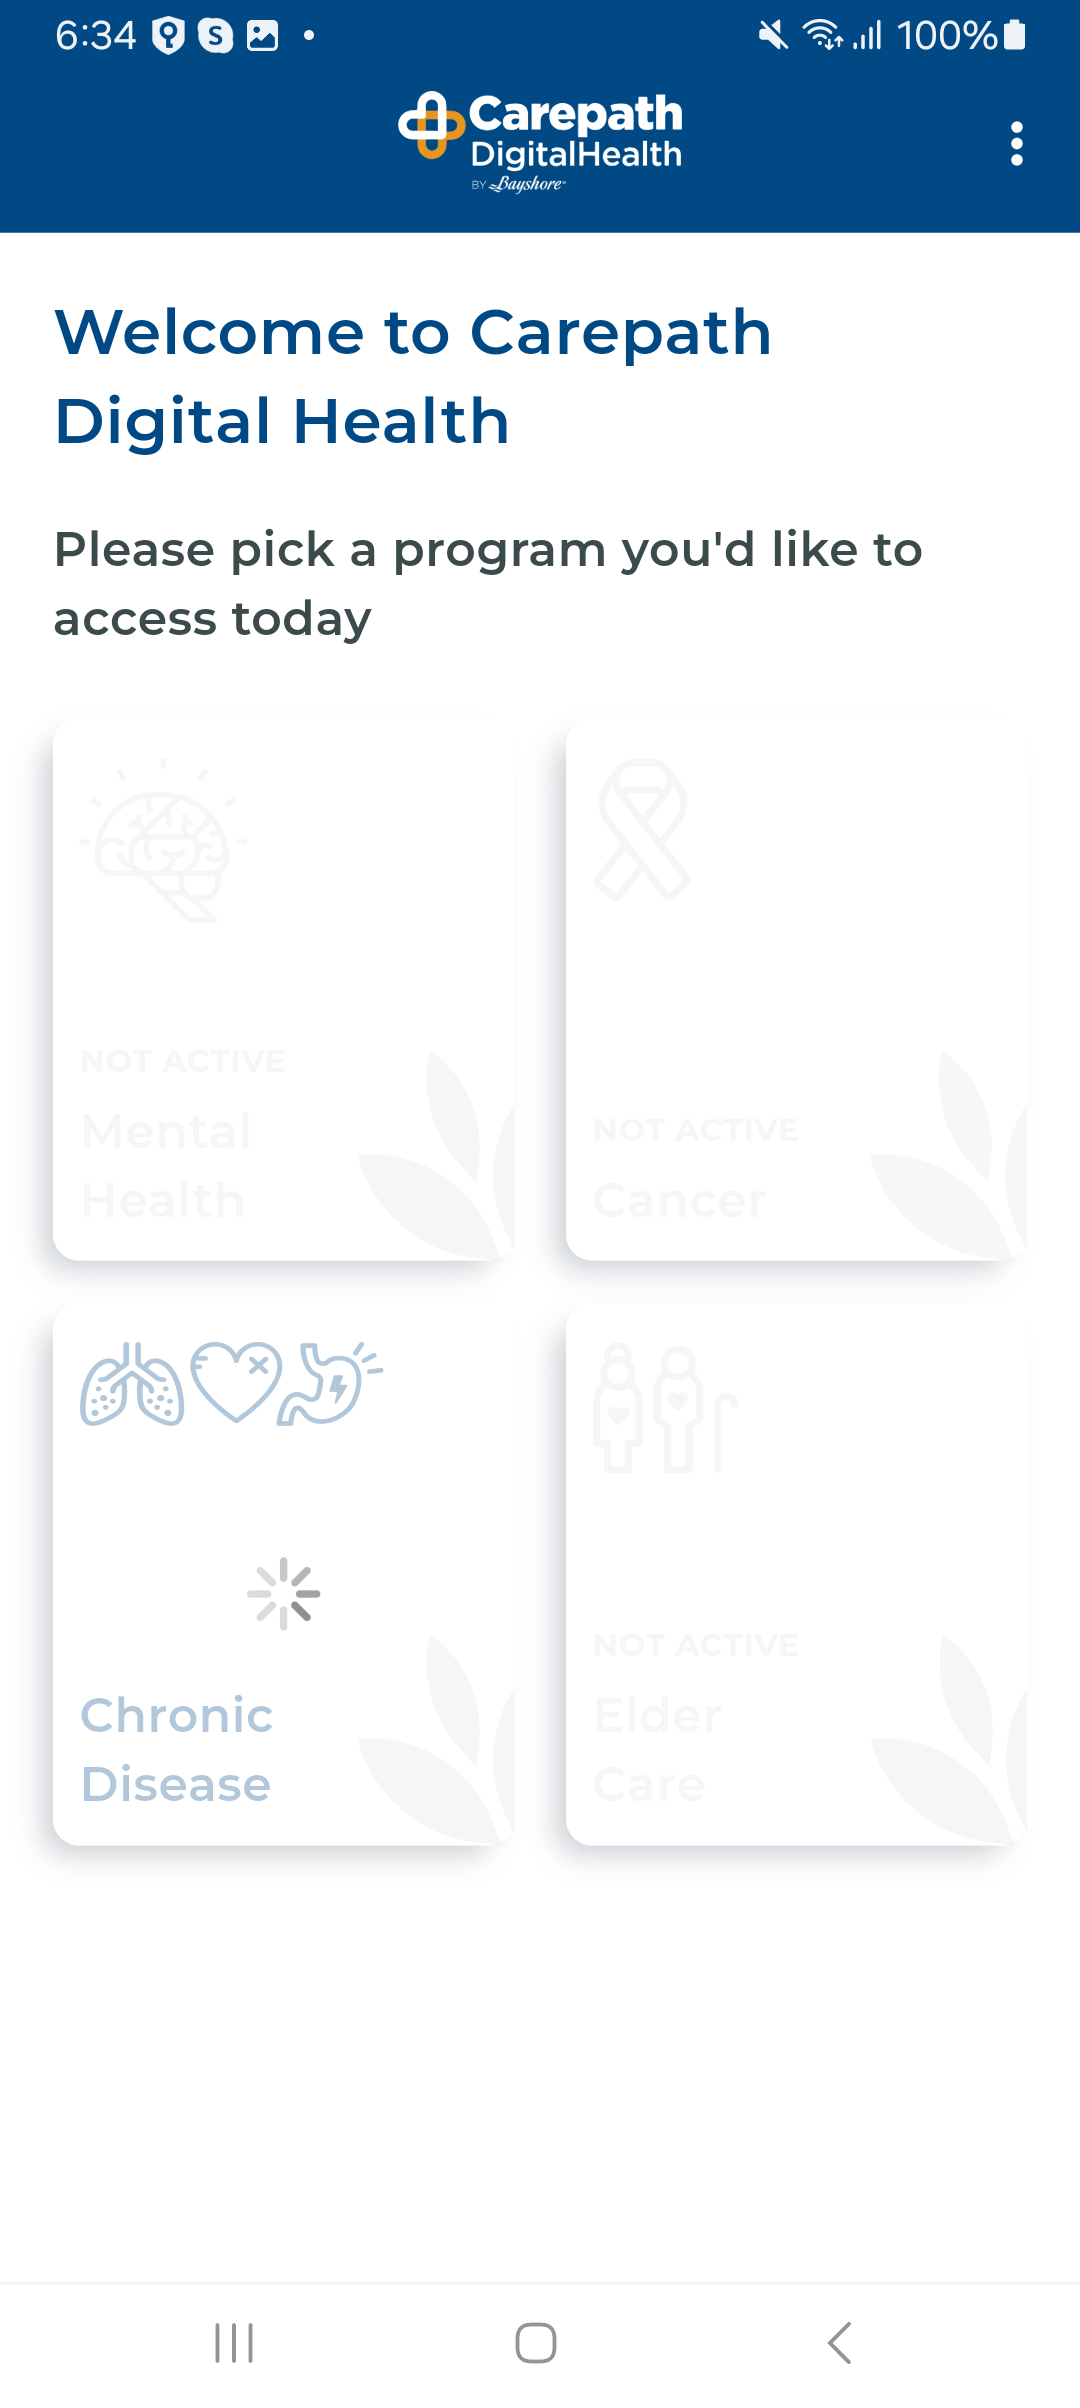 6:34
100%
Carepath
DigitalHealth
BY Bayshore
Welcome to Carepath
Digital Health
Please pick a program you'd like to
access today
NOT ACTIVE
Mental
Health
NOT ACTIVE
Cancer
Chronic
Disease
NOT ACTIVE
Elder
Care